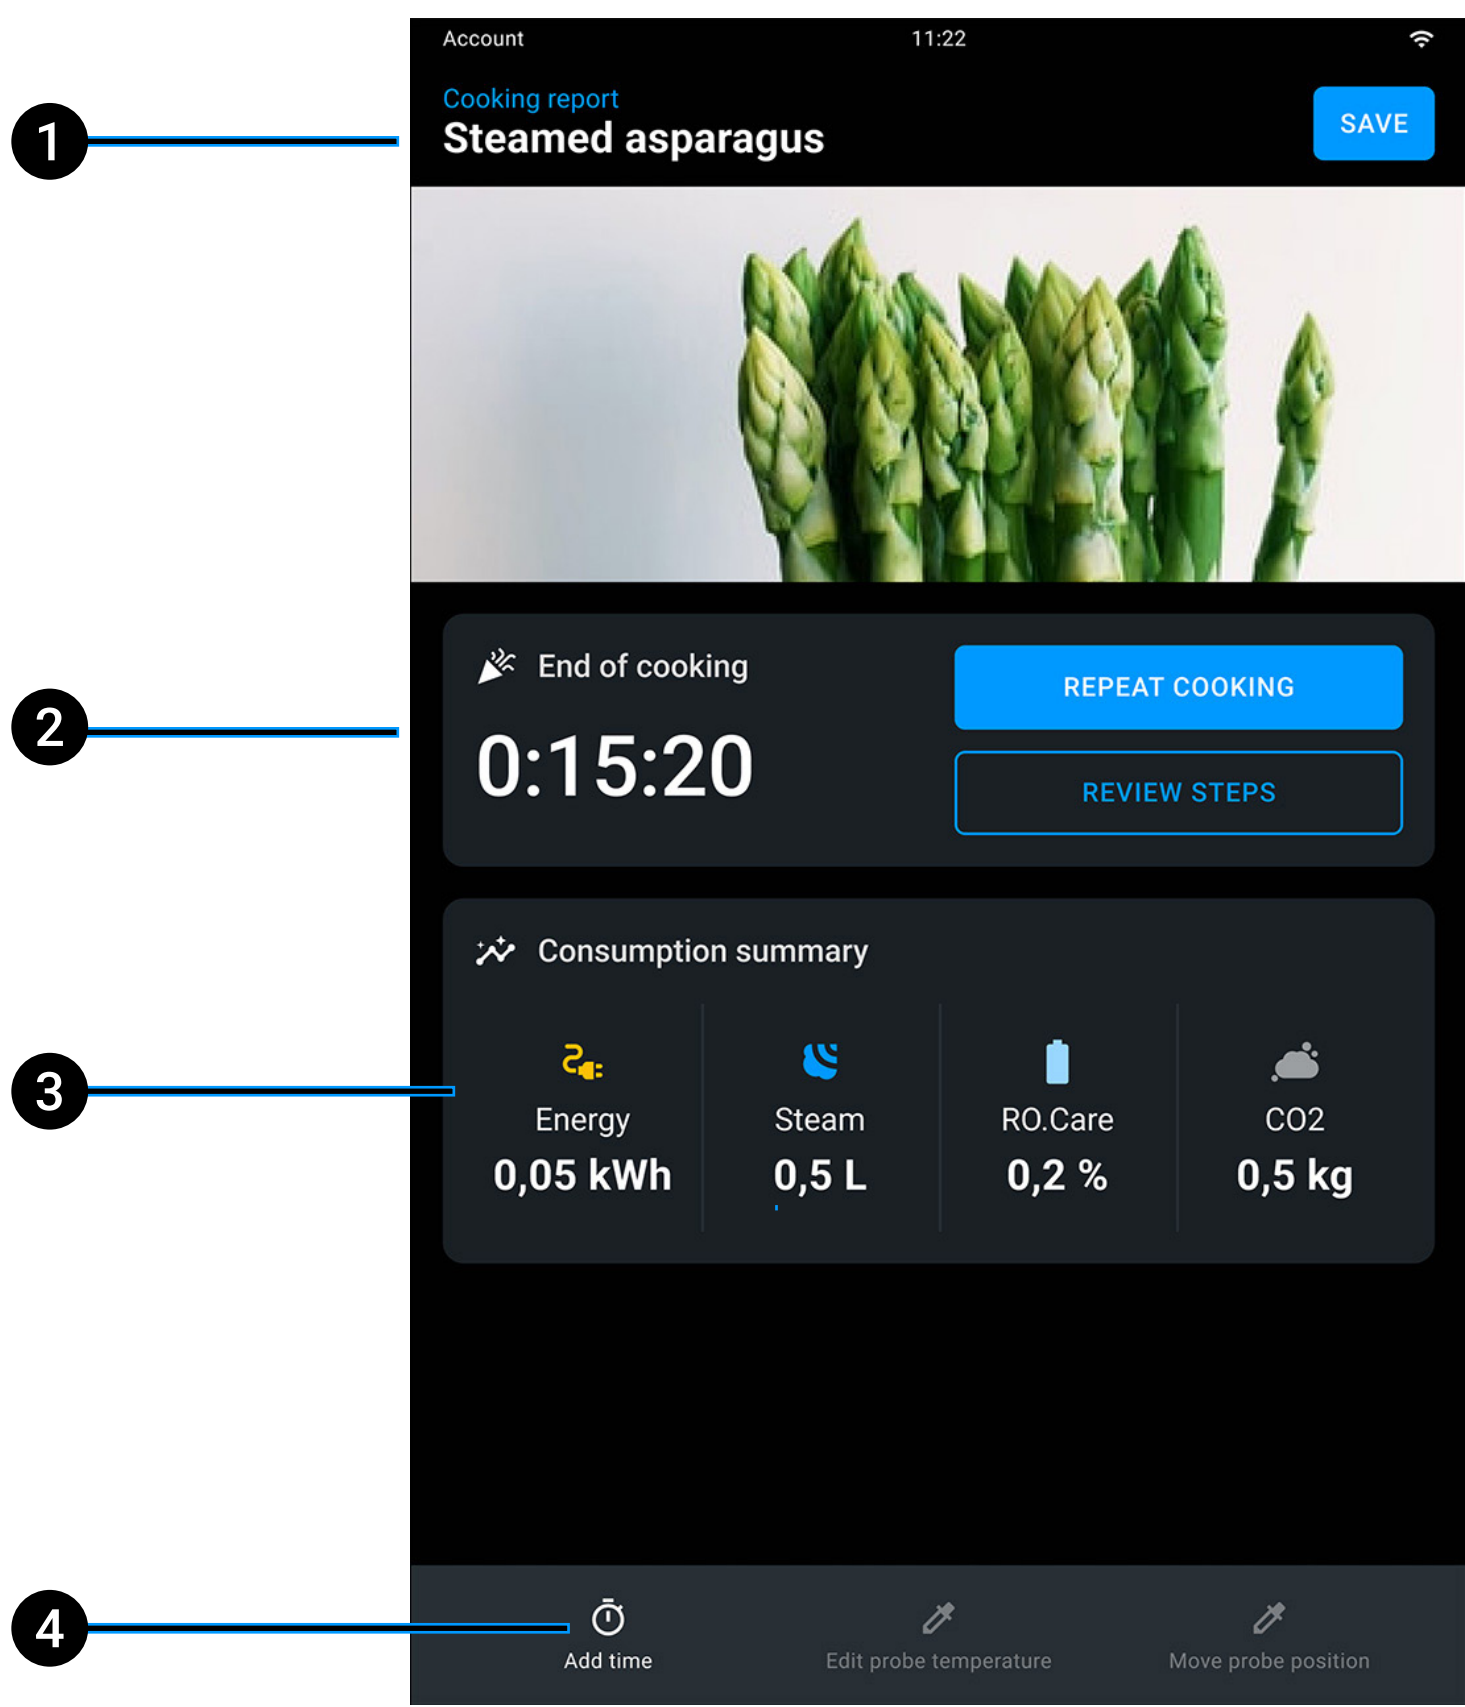 Account
11:22
Cooking report
Steamed asparagus
SAVE
1
End of cooking
0:15:20
REPEAT COOKING
REVIEW STEPS
2
Consumption summary
3
Energy
0,05 kWh
Steam
0,5 L
RO.Care
0,2 %
CO2
0,5 kg
4
Add time
Edit probe temperature
Move probe position